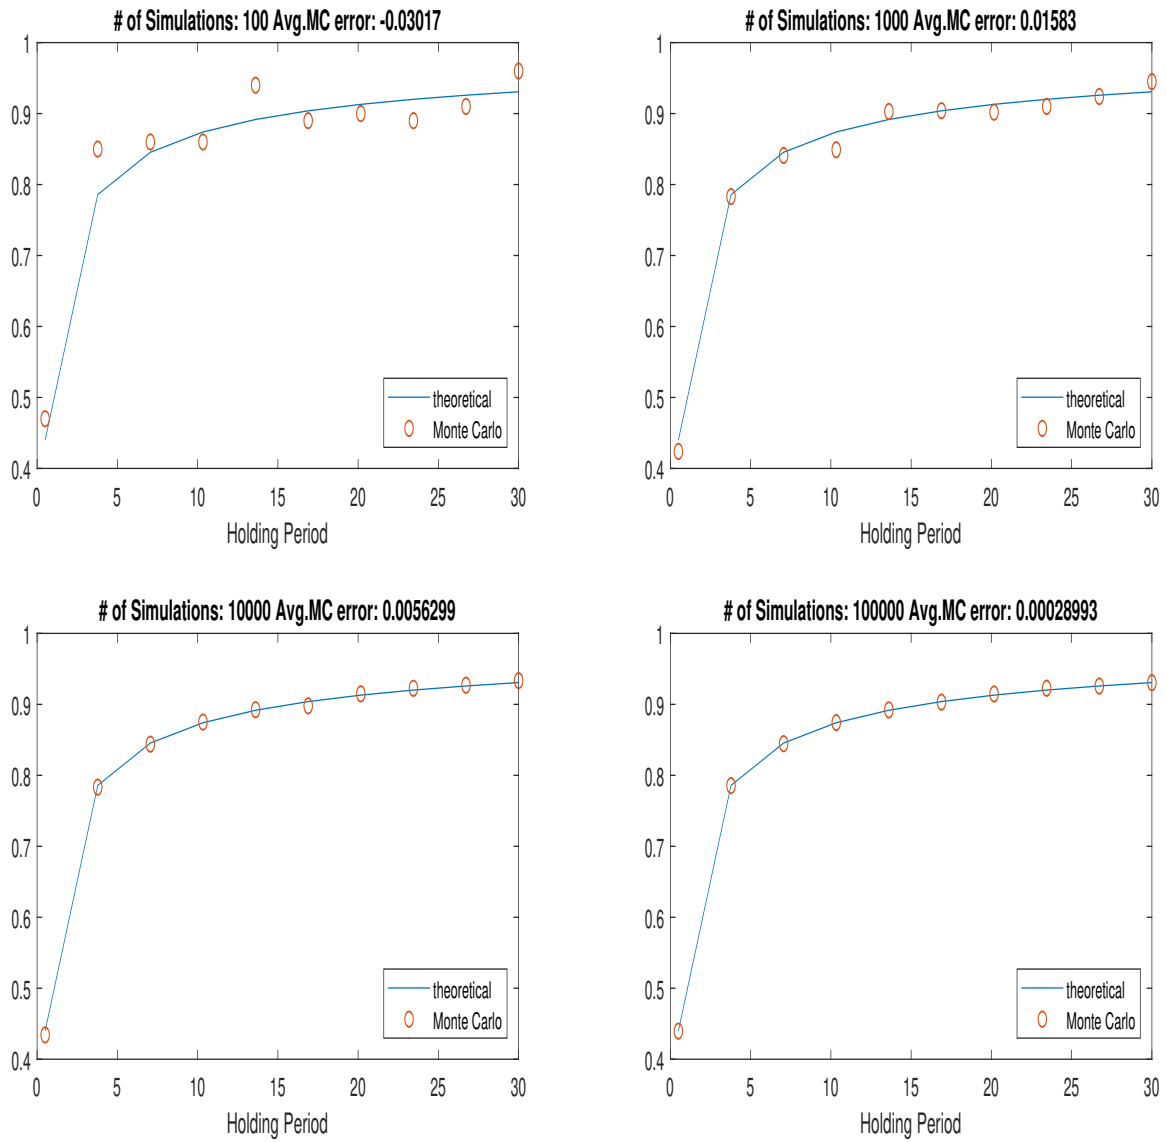 # of Simulations: 100 Avg.MC error: -0.03017
1
0.9
0.8
0.7
0.6
0.5
0.4
theoretical
Monte Carlo
0 5 10 15 20 25 30
Holding Period
# of Simulations: 1000 Avg.MC error: 0.01583
1
0.9
0.8
0.7
0.6
0.5
0.4
theoretical
Monte Carlo
0 5 10 15 20 25 30
Holding Period
# of Simulations: 10000 Avg.MC error: 0.0056299
1
0.9
0.8
0.7
0.6
0.5
0.4
theoretical
Monte Carlo
0 5 10 15 20 25 30
Holding Period
# of Simulations: 100000 Avg.MC error: 0.00028993
1
0.9
0.8
0.7
0.6
0.5
0.4
theoretical
Monte Carlo
0 5 10 15 20 25 30
Holding Period